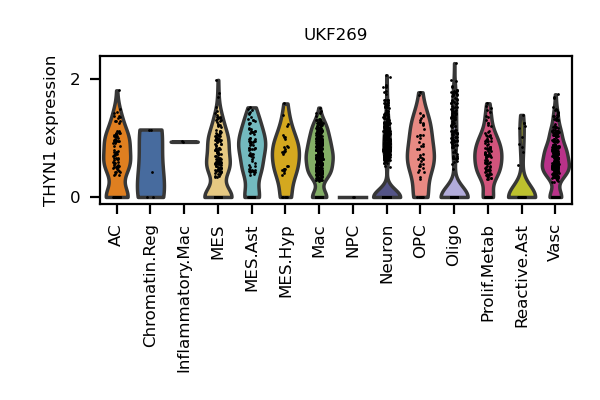 UKF269
THYN1 expression
2
0
AC
Chromatin.Reg
Inflammatory.Mac
MES
MES.Ast
MES.Hyp
Mac
NPC
Neuron
OPC
Oligo
Prolif.Metab
Reactive.Ast
Vasc